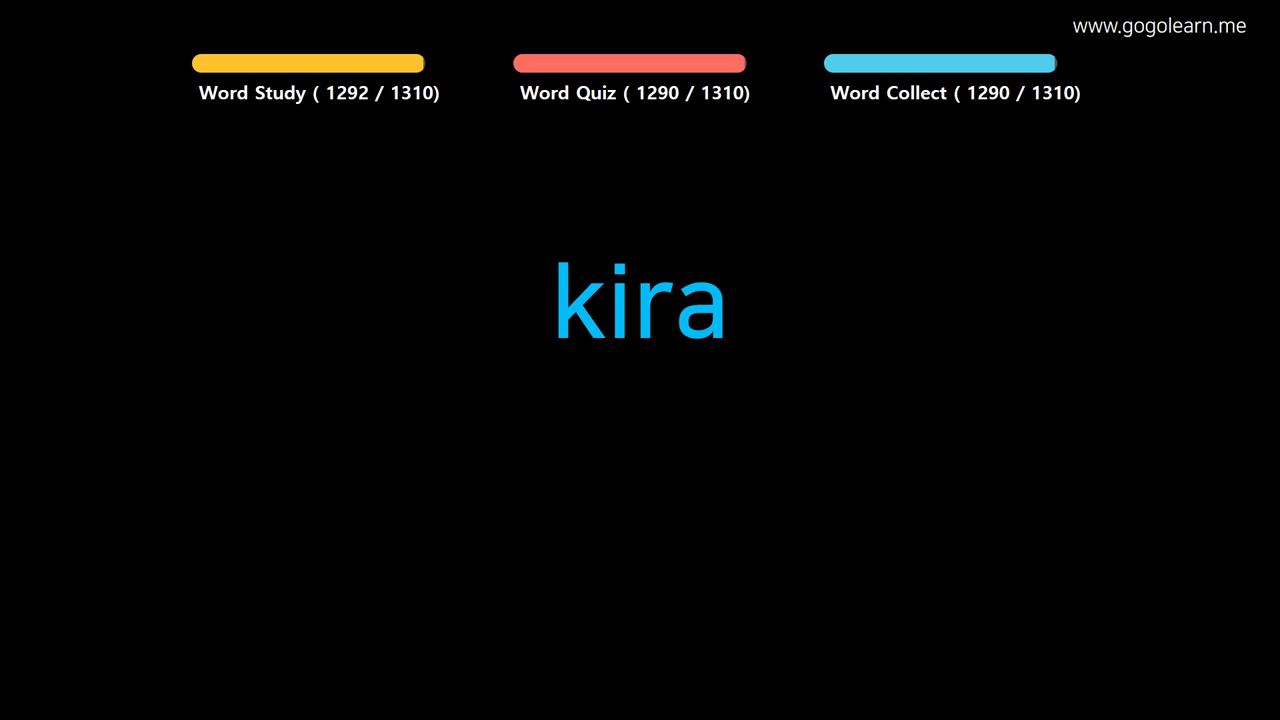 www.gogolearn.me
Word Study ( 1292 / 1310)
Word Quiz ( 1290 / 1310)
Word Collect ( 1290 / 1310)
kira